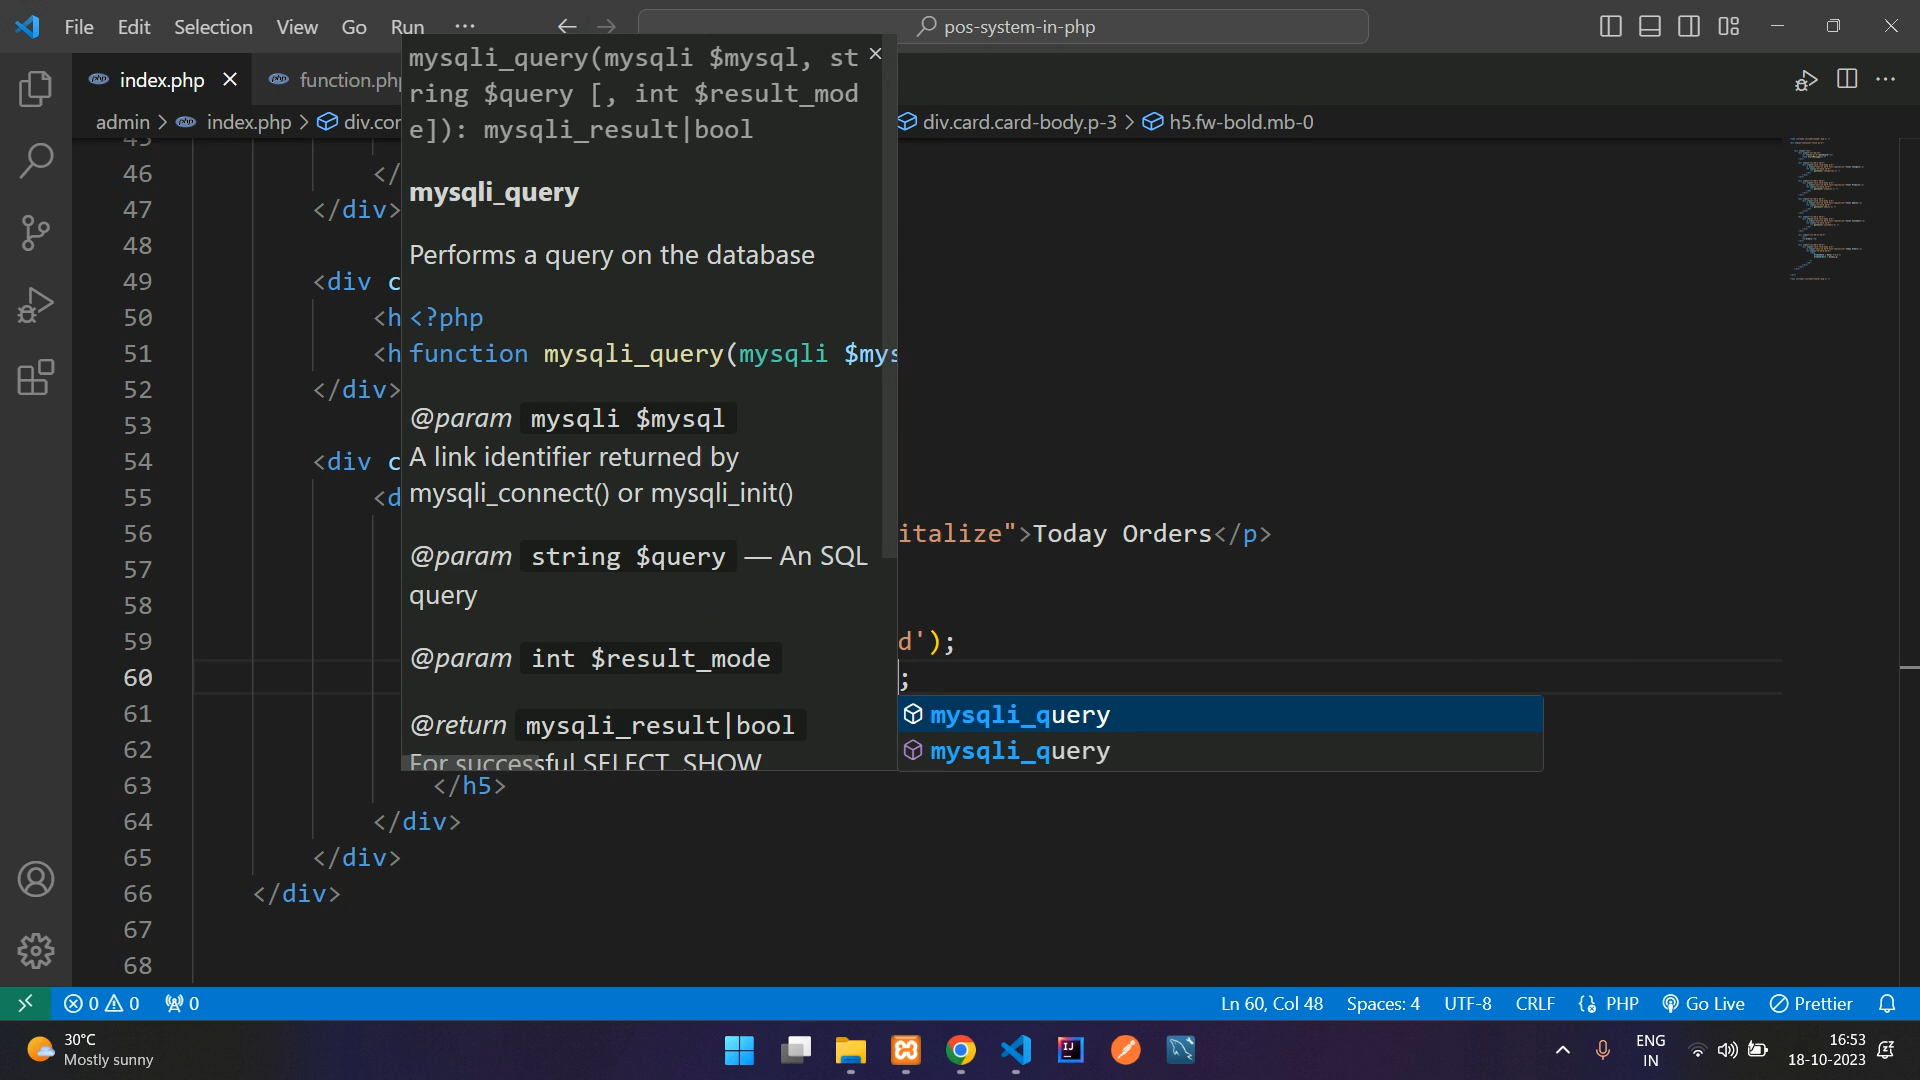 File Edit Selection View Go Run ···
pos-system-in-php
index.php
function.php
admin > index.php > div.cor
div.card.card-body.p-3 > h5.fw-bold.mb-0
mysqli_query(mysqli $mysql, st
ring $query [, int $result_mod
e]): mysqli_result|bool
mysqli_query
Performs a query on the database
<?php
function mysqli_query(mysqli $mys
@param mysqli $mysql
A link identifier returned by
mysqli_connect() or mysqli_init()
@param string $query — An SQL
query
@param int $result_mode
@return mysqli_result|bool
For successful SELECT, SHOW
45
46 </
47 </div>
48
49 <div c
50 <h
51 <h
52 </div>
53
54 <div c
55 <d
56 italize">Today Orders</p>
57
58
59 d');
60 ;
mysqli_query
mysqli_query
61
62
63 </h5>
64 </div>
65 </div>
66 </div>
67
68
0 0 0
Ln 60, Col 48 Spaces: 4 UTF-8 CRLF PHP Go Live Prettier
30°C
Mostly sunny
IJ
ENG
IN
16:53
18-10-2023